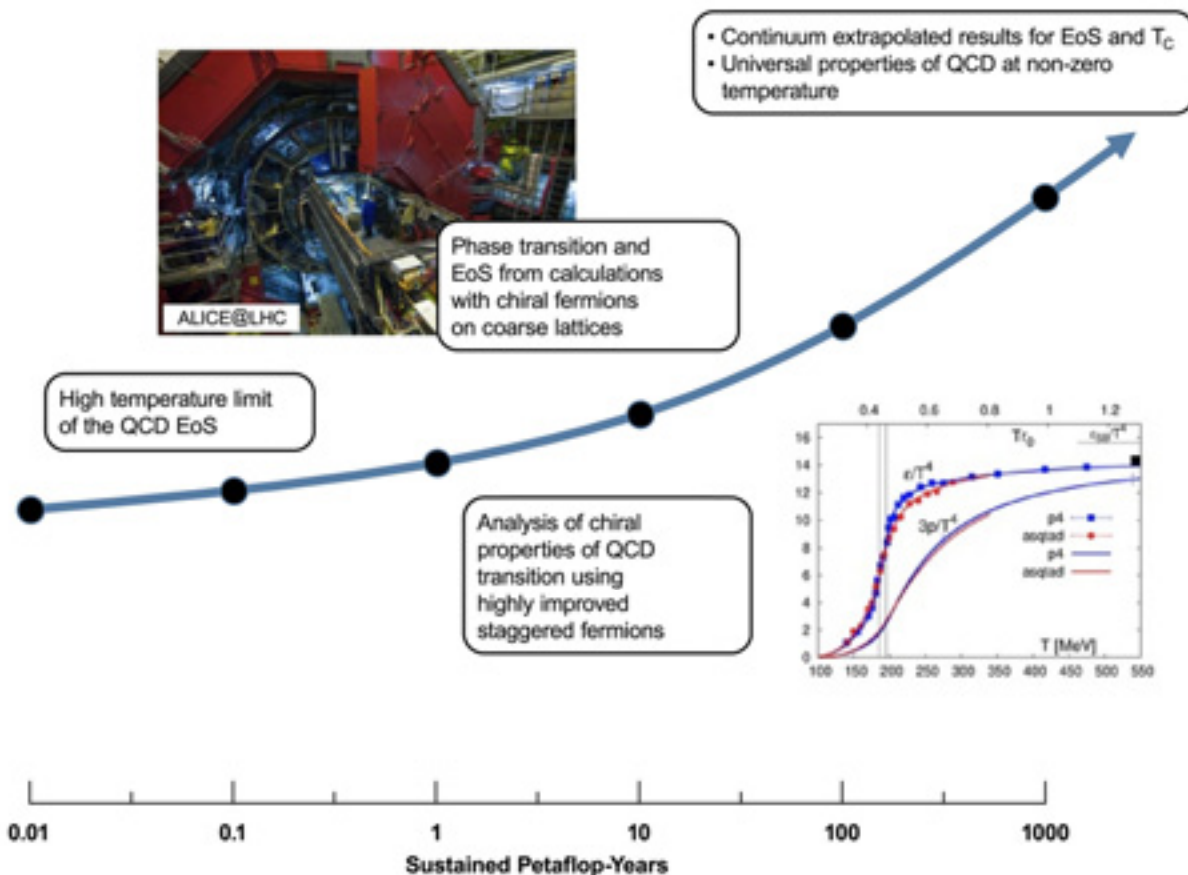 • Continuum extrapolated results for EoS and T_C
• Universal properties of QCD at non-zero
temperature
Phase transition and
EoS from calculations
with chiral fermions
on coarse lattices
ALICE@LHC
High temperature limit
of the QCD EoS
Analysis of chiral
properties of QCD
transition using
highly improved
staggered fermions
0.4 0.6 0.8 1 1.2
Tr₀
ε_SB/T⁴
16
14
12
10
8
6
4
2
0
ε/T⁴
3p/T⁴
p4
asqtad
p4
asqtad
T [MeV]
100 150 200 250 300 350 400 450 500 550
0.01 0.1 1 10 100 1000
Sustained Petaflop-Years